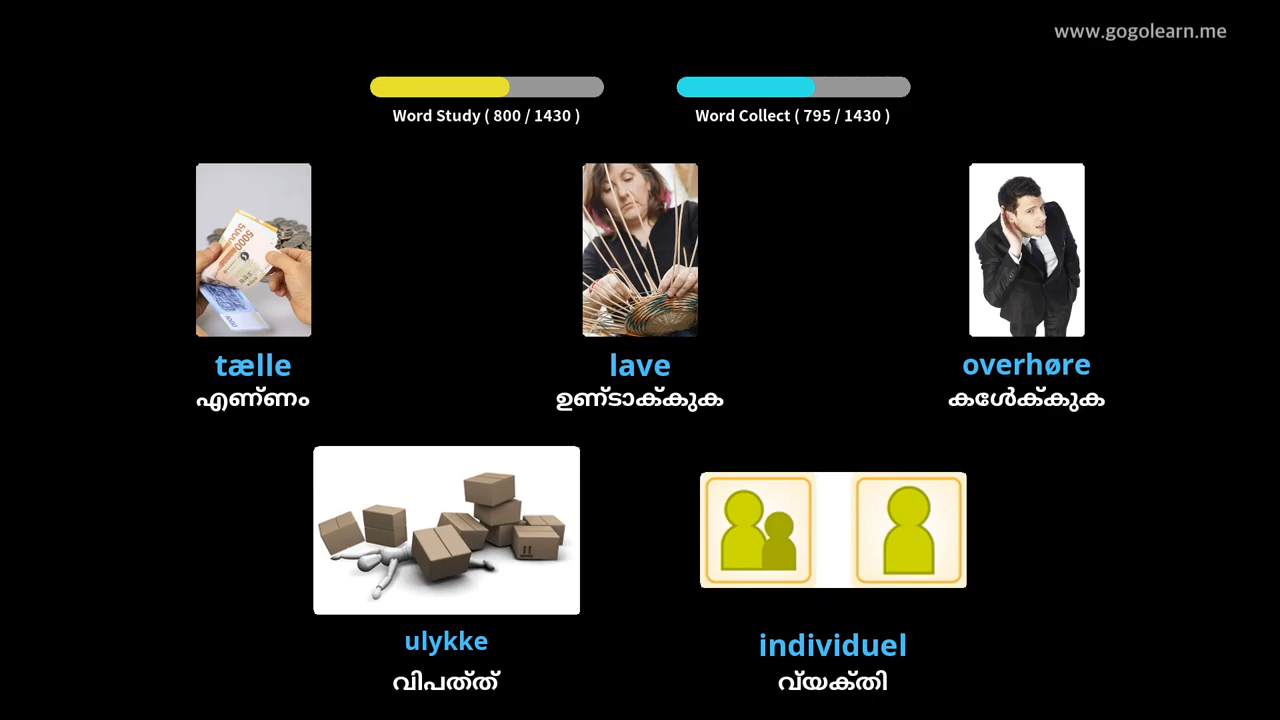 www.gogolearn.me
Word Study ( 800 / 1430 )
Word Collect ( 795 / 1430 )
tælle
എണ്ണം
lave
ഉണ്ടാക്കുക
overhøre
കേൾക്കുക
ulykke
വിപത്ത്
individuel
വ്യക്തി